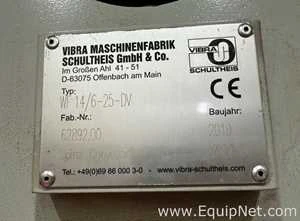 VIBRA MASCHINENFABRIK
SCHULTHEIS GmbH & Co.
Im Großen Ahl 41 - 51
D-63075 Offenbach am Main
VIBRA
SCHULTHEIS
CE
Typ:
WF 14/6-25-DV
Fab.-Nr.:
Baujahr:
62892.00
2010
Tel.: +49(0)69 86 000 3-0 - www.vibra-schultheis.com
© EquipNet.com